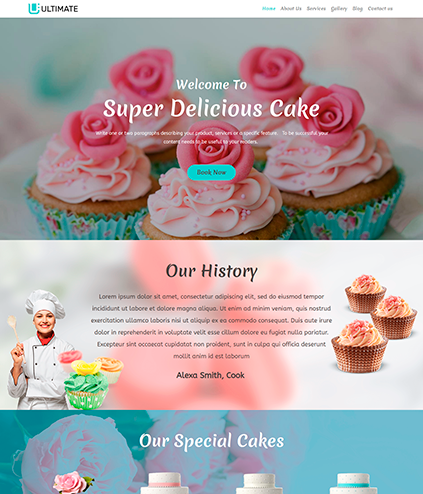 ULTIMATE
Home About Us Services Gallery Blog Contact us
Welcome To
Super Delicious Cake
Write one or two paragraphs describing your product, services or a specific feature. To be successful your
content needs to be useful to your readers.
Book Now
Our History
Lorem ipsum dolor sit amet, consectetur adipiscing elit, sed do eiusmod tempor
incididunt ut labore et dolore magna aliqua. Ut enim ad minim veniam, quis nostrud
exercitation ullamco laboris nisi ut aliquip ex ea commodo consequat. Duis aute irure
dolor in reprehenderit in voluptate velit esse cillum dolore eu fugiat nulla pariatur.
Excepteur sint occaecat cupidatat non proident, sunt in culpa qui officia deserunt
mollit anim id est laborum
Alexa Smith, Cook
Our Special Cakes